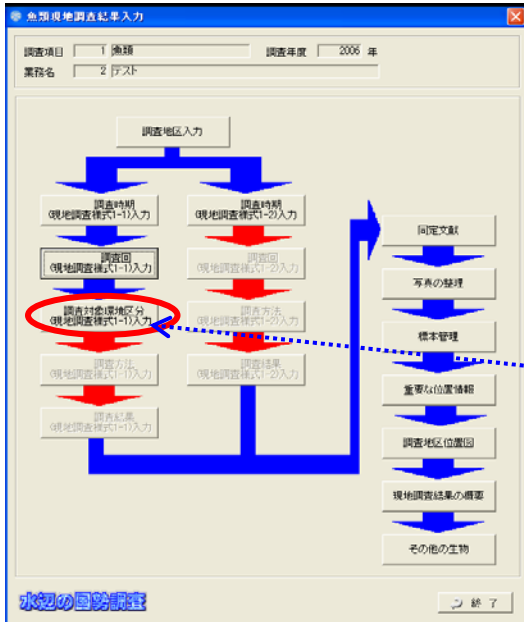 魚類現地調査結果入力
調査項目 1 魚類 調査年度 2006 年
業務名 2 テスト
調査地区入力
調査時期
(現地調査様式1-1)入力
調査時期
(現地調査様式1-2)入力
調査回
(現地調査様式1-1)入力
調査回
(現地調査様式1-2)入力
調査対象環境区分
(現地調査様式1-1)入力
調査方法
(現地調査様式1-2)入力
調査方法
(現地調査様式1-1)入力
調査結果
(現地調査様式1-2)入力
調査結果
(現地調査様式1-1)入力
同定文献
写真の整理
標本管理
重要な位置情報
調査地区位置図
現地調査結果の概要
その他の生物
水辺の国勢調査
終了